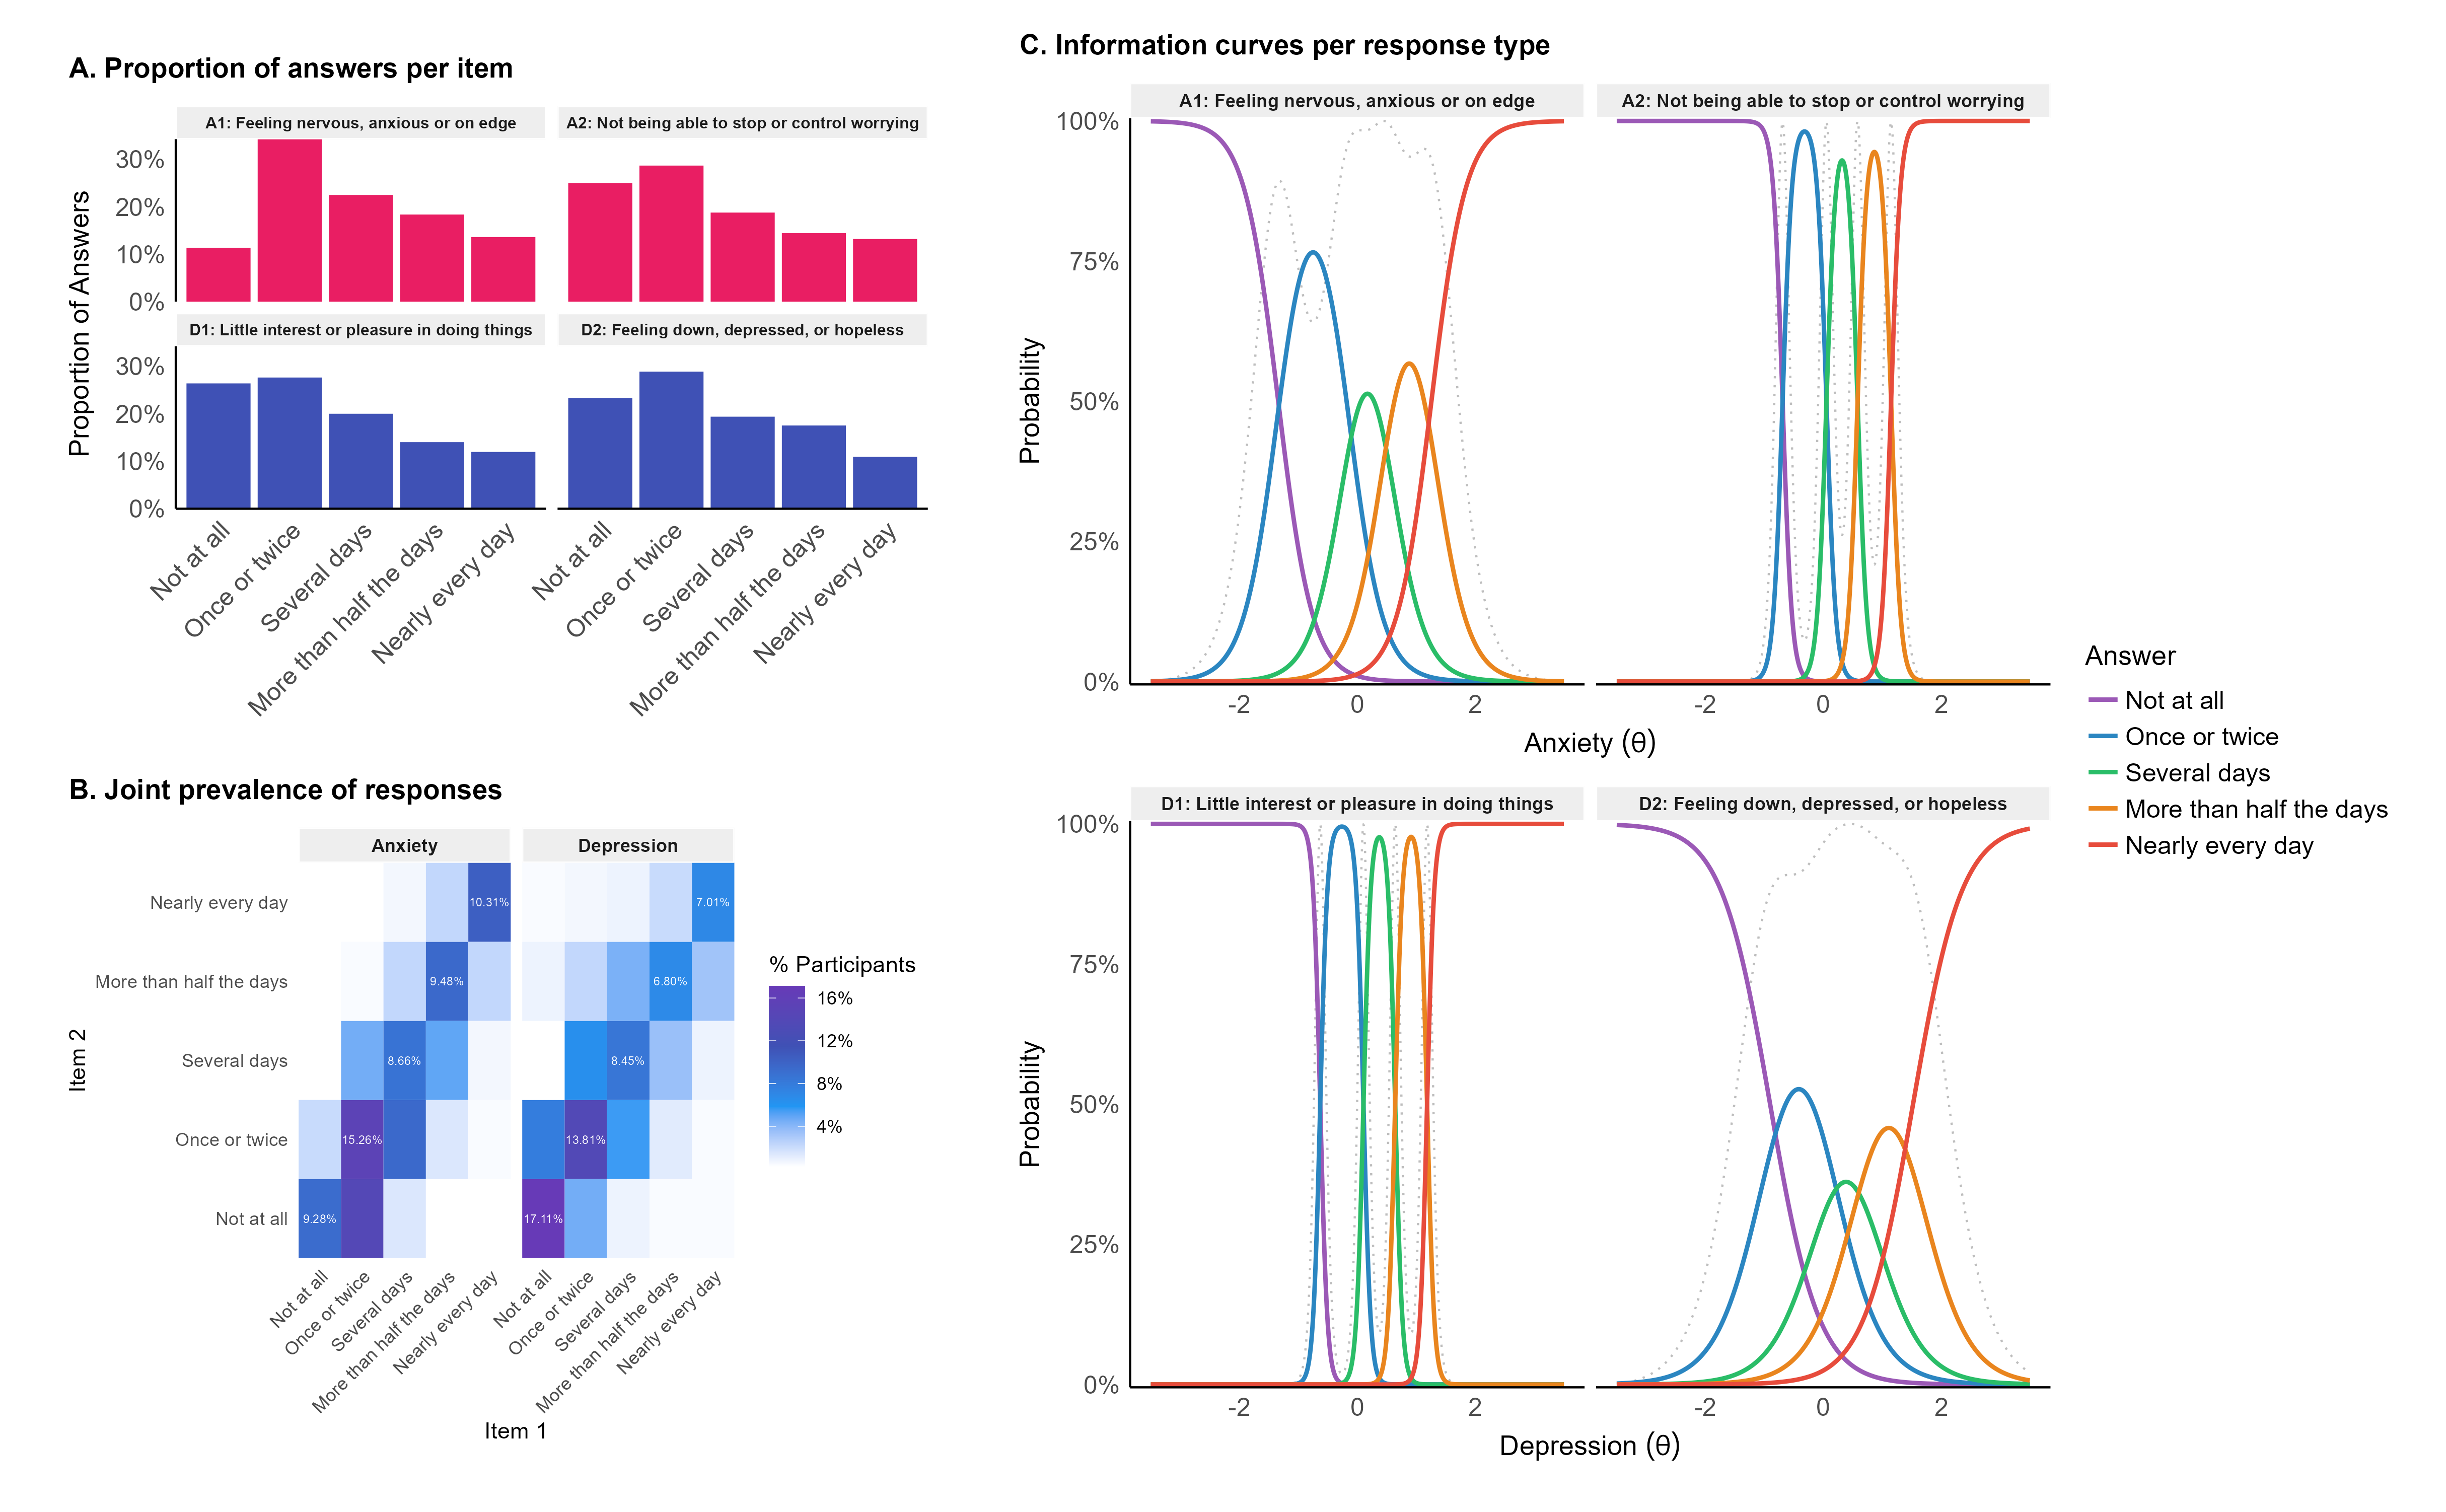 A. Proportion of answers per item
A1: Feeling nervous, anxious or on edge
A2: Not being able to stop or control worrying
30%
20%
10%
0%
D1: Little interest or pleasure in doing things
D2: Feeling down, depressed, or hopeless
30%
20%
10%
0%
Proportion of Answers
Not at all
Once or twice
Several days
More than half the days
Nearly every day
Not at all
Once or twice
Several days
More than half the days
Nearly every day
B. Joint prevalence of responses
Anxiety
Depression
Nearly every day
10.31%
7.01%
More than half the days
9.48%
6.80%
Several days
8.66%
8.45%
Once or twice
15.26%
13.81%
Not at all
9.28%
17.11%
Item 2
Not at all
Once or twice
Several days
More than half the days
Nearly every day
Not at all
Once or twice
Several days
More than half the days
Nearly every day
Item 1
% Participants
16%
12%
8%
4%
C. Information curves per response type
A1: Feeling nervous, anxious or on edge
A2: Not being able to stop or control worrying
100%
75%
50%
25%
0%
Probability
-2
0
2
-2
0
2
Anxiety (θ)
D1: Little interest or pleasure in doing things
D2: Feeling down, depressed, or hopeless
100%
75%
50%
25%
0%
Probability
-2
0
2
-2
0
2
Depression (θ)
Answer
Not at all
Once or twice
Several days
More than half the days
Nearly every day